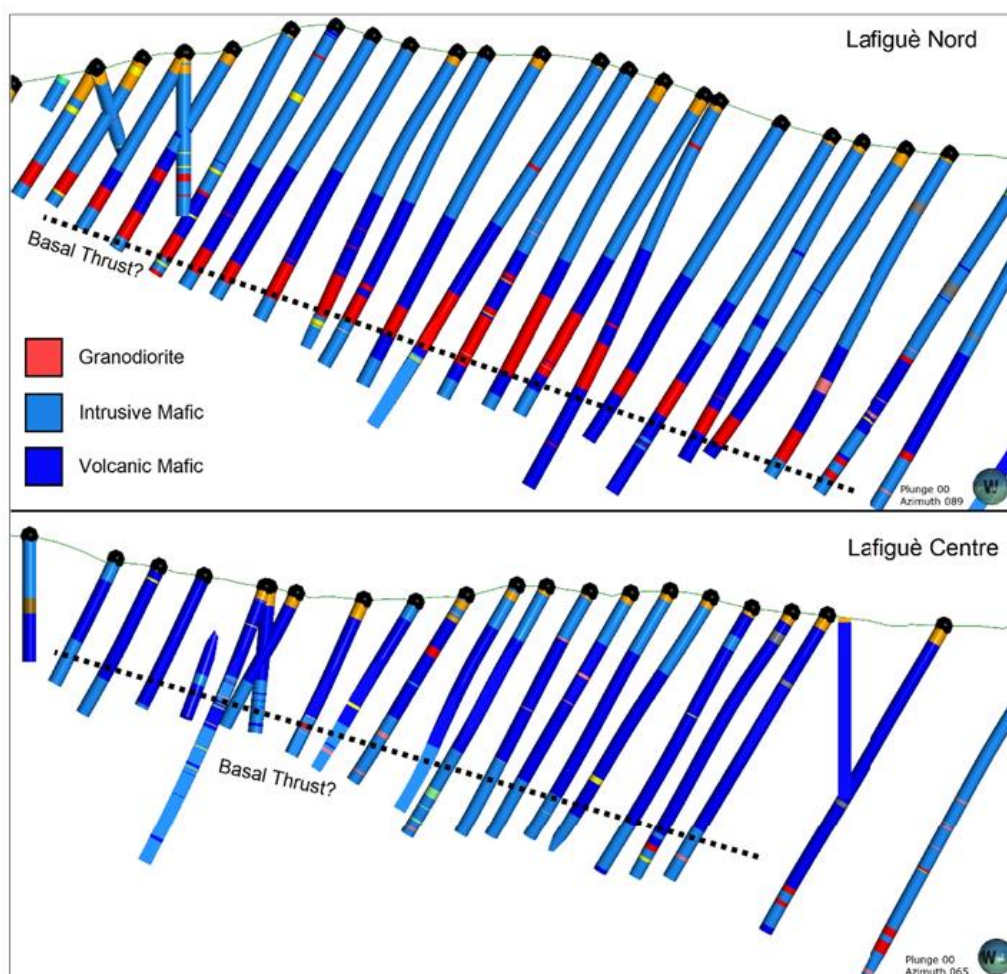 Lafiguè Nord
Basal Thrust?
Granodiorite
Intrusive Mafic
Volcanic Mafic
W
Plunge 00
Azimuth 089
Lafiguè Centre
Basal Thrust?
W
Plunge 00
Azimuth 065